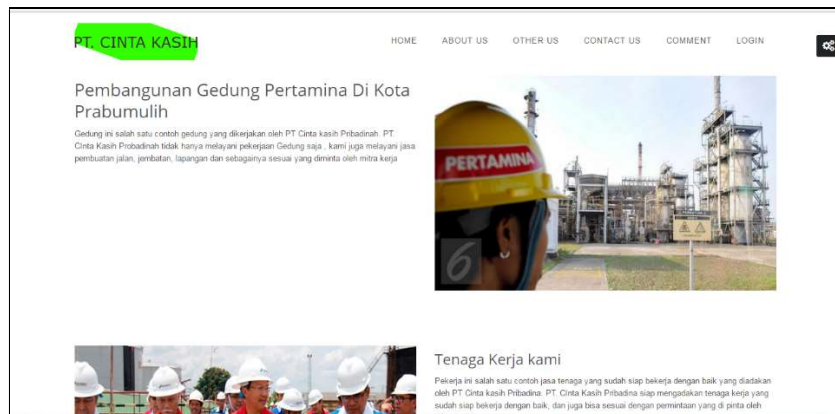 PT. CINTA KASIH
HOME ABOUT US OTHER US CONTACT US COMMENT LOGIN
Pembangunan Gedung Pertamina Di Kota
Prabumulih
Gedung ini salah satu contoh gedung yang dikerjakan oleh PT Cinta kasih Pribadinah. PT
CInta Kasih Probadinah tidak hanya melayani pekerjaan Gedung saja , kami juga melayani jasa
pembuatan jalan, jembatan, lapangan dan sebagainya sesuai yang diminta oleh mitra kerja
PERTAMINA
6
Tenaga Kerja kami
Pekerja ini salah satu contoh jasa tenaga yang sudah siap bekerja dengan baik yang diadakan
oleh PT Cinta kasih Pribadina. PT. CInta Kasih Pribadina siap mengadakan tenaga kerja yang
sudah siap bekerja dengan baik, dan juga bisa sesuai dengan permintaan yang di pinta oleh